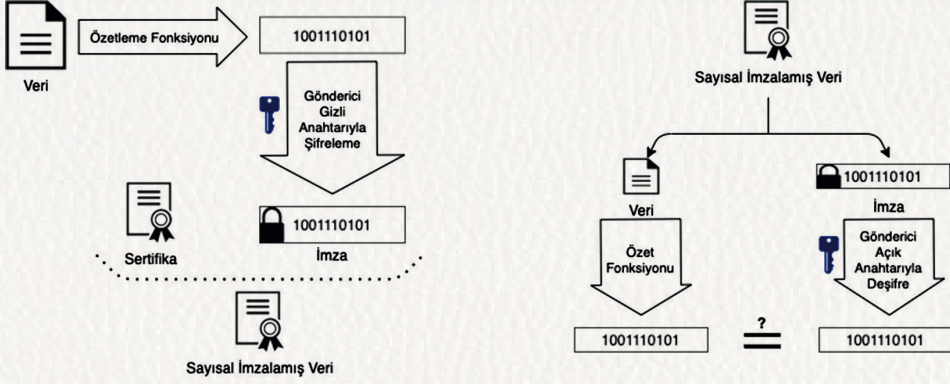 Veri
Özetleme Fonksiyonu
1001110101
Gönderici
Gizli
Anahtarıyla
Şifreleme
Sertifika
1001110101
İmza
Sayısal İmzalamış Veri
Sayısal İmzalamış Veri
Veri
1001110101
İmza
Özet
Fonksiyonu
Gönderici
Açık
Anahtarıyla
Deşifre
1001110101
?
1001110101